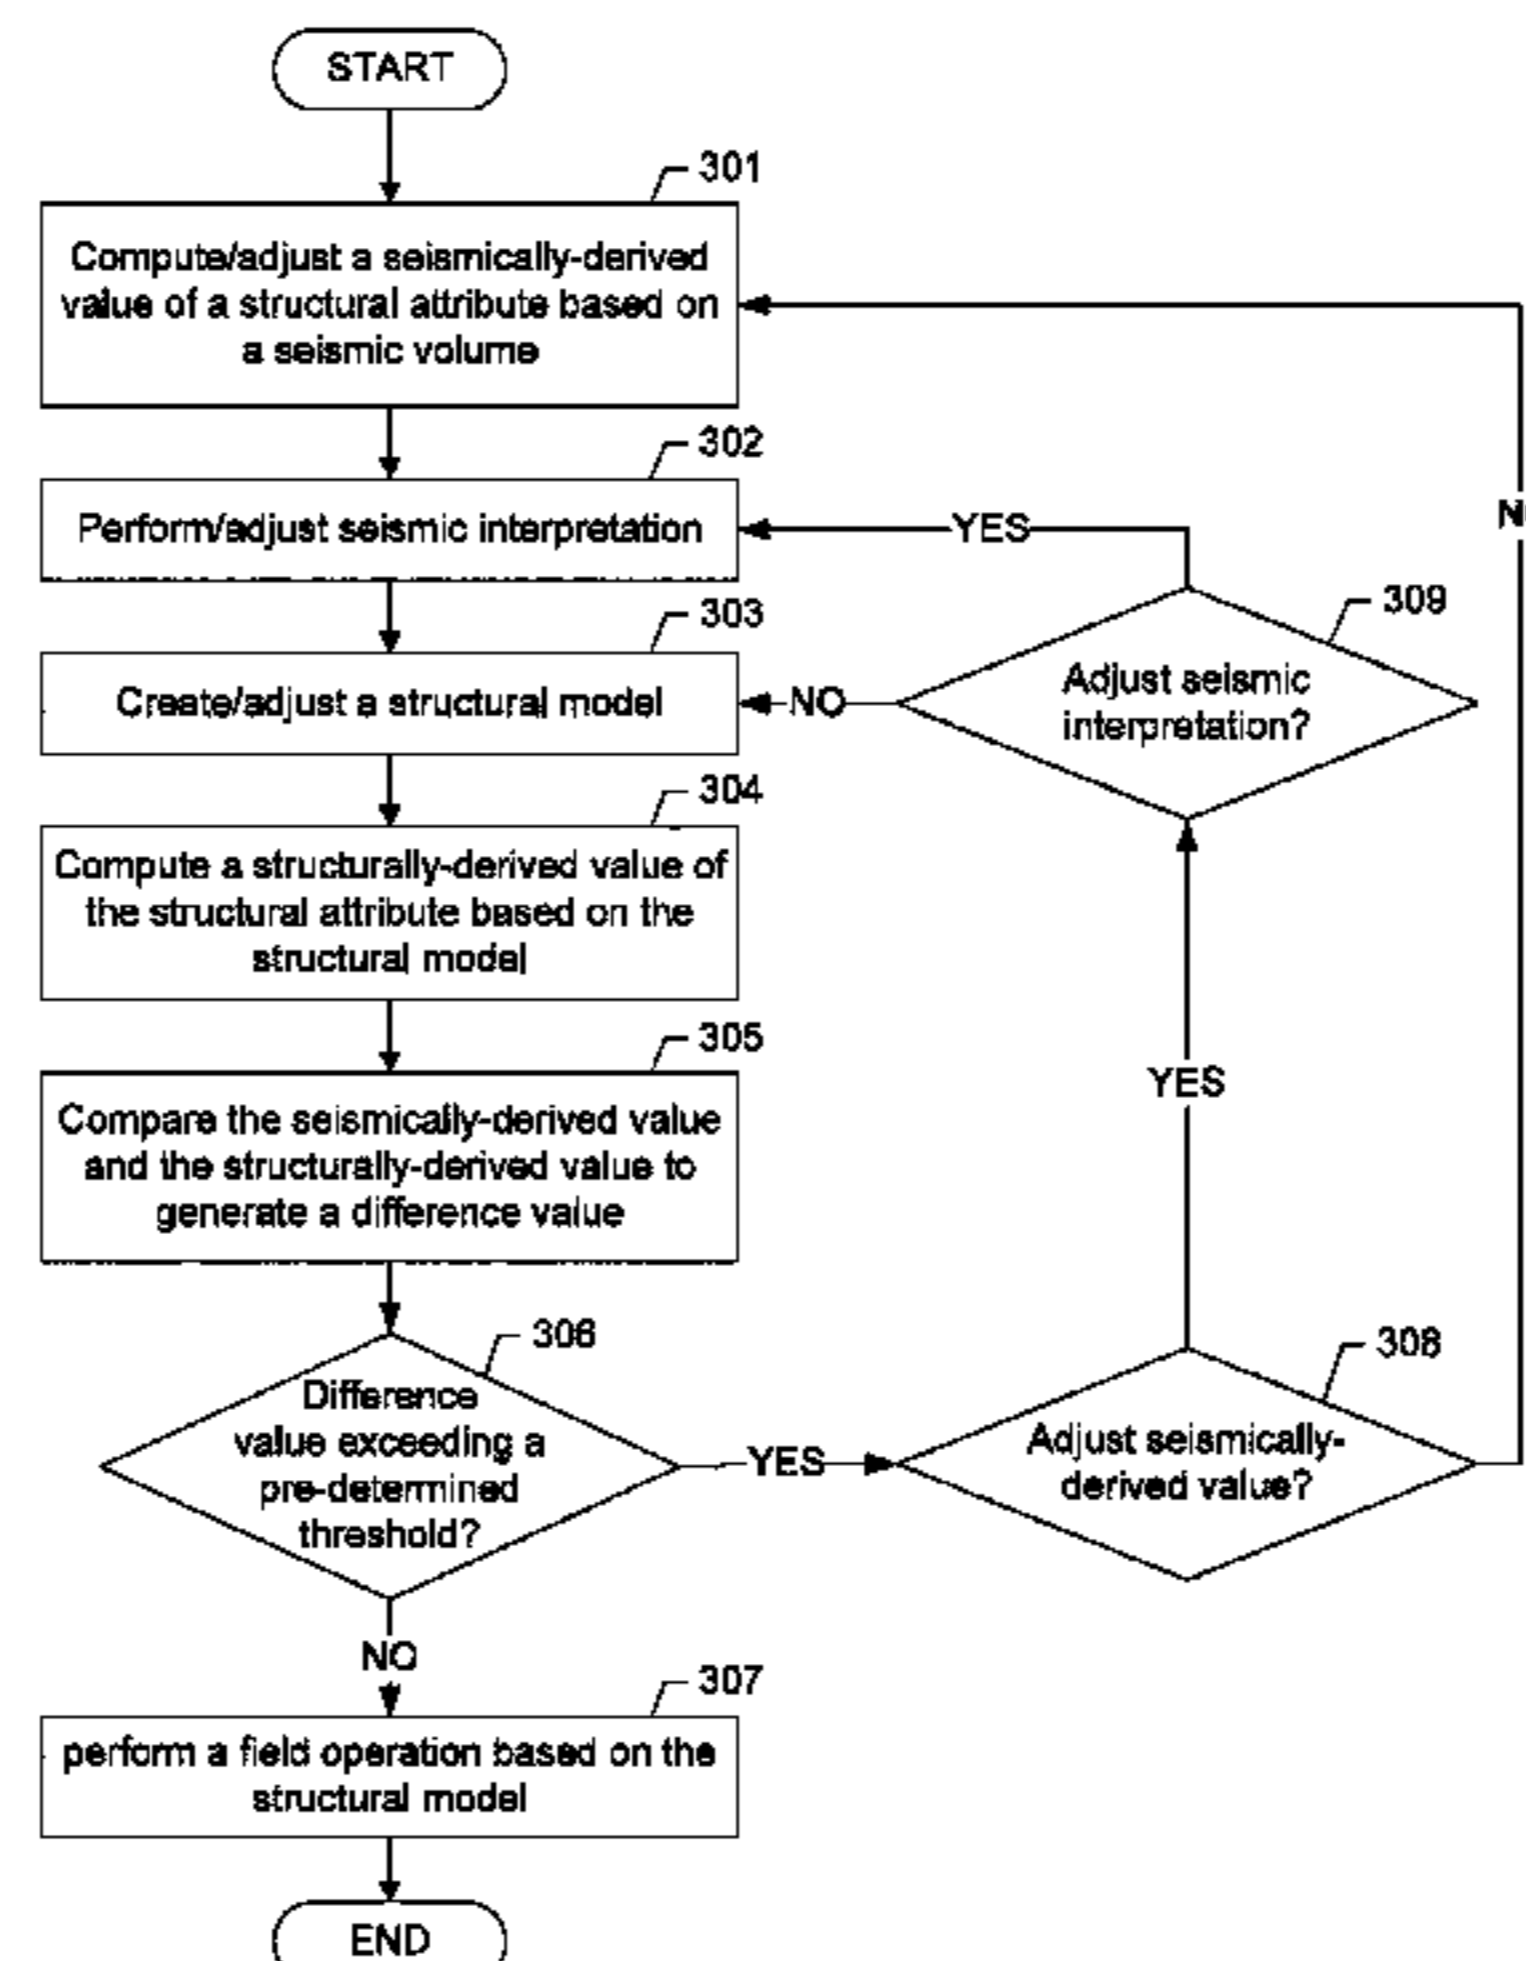 START
301
Compute/adjust a seismically-derived
value of a structural attribute based on
a seismic volume
302
Perform/adjust seismic interpretation
YES
303
Create/adjust a structural model
NO
309
Adjust seismic
interpretation?
304
Compute a structurally-derived value of
the structural attribute based on the
structural model
305
Compare the seismically-derived value
and the structurally-derived value to
generate a difference value
YES
306
Difference
value exceeding a
pre-determined
threshold?
YES
308
Adjust seismically-
derived value?
NO
307
perform a field operation based on the
structural model
END